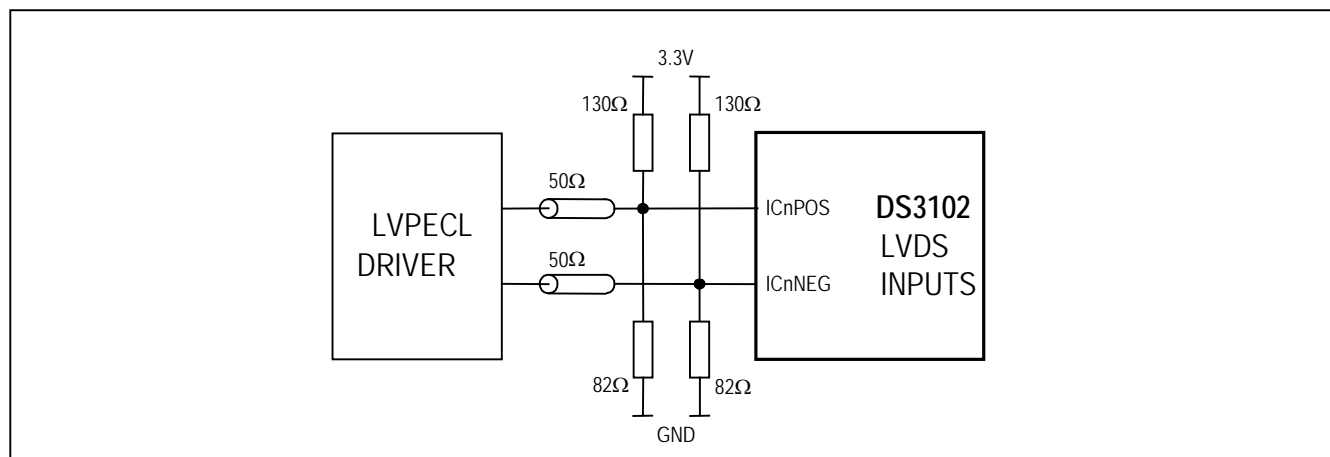 3.3V
130Ω
130Ω
50Ω
ICnPOS
DS3102
LVPECL
LVDS
DRIVER
50Ω
ICnNEG
INPUTS
82Ω
82Ω
GND